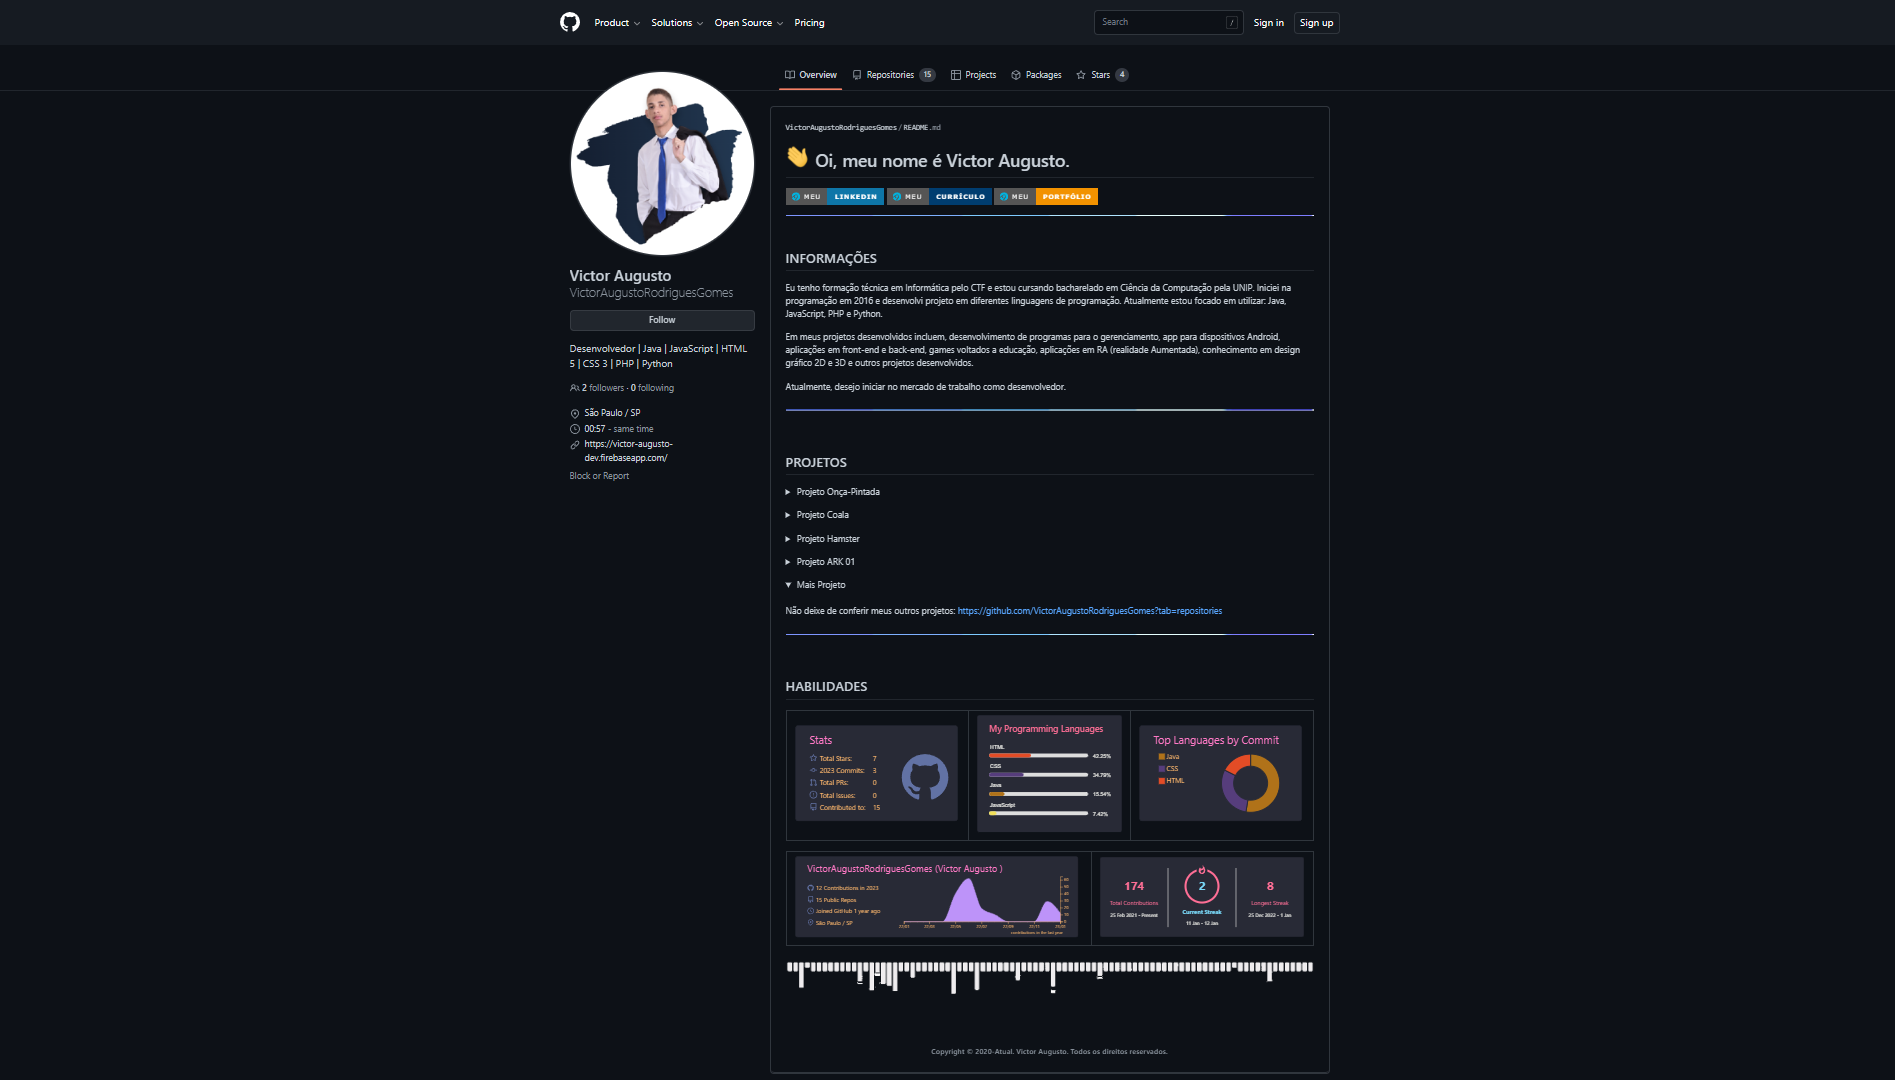 Product
Solutions
Open Source
Pricing
Search
/
Sign in
Sign up
Overview
Repositories 15
Projects
Packages
Stars 4
Victor Augusto
VictorAugustoRodriguesGomes
Follow
Desenvolvedor | Java | JavaScript | HTML
5 | CSS 3 | PHP | Python
2 followers · 0 following
São Paulo / SP
00:57 - same time
https://victor-augusto-
dev.firebaseapp.com/
Block or Report
VictorAugustoRodriguesGomes / README.md
Oi, meu nome é Victor Augusto.
MEU LINKEDIN
MEU CURRÍCULO
MEU PORTFÓLIO
INFORMAÇÕES
Eu tenho formação técnica em Informática pelo CTF e estou cursando bacharelado em Ciência da Computação pela UNIP. Iniciei na
programação em 2016 e desenvolvi projeto em diferentes linguagens de programação. Atualmente estou focado em utilizar: Java,
JavaScript, PHP e Python.
Em meus projetos desenvolvidos incluem, desenvolvimento de programas para o gerenciamento, app para dispositivos Android,
aplicações em front-end e back-end, games voltados a educação, aplicações em RA (realidade Aumentada), conhecimento em design
gráfico 2D e 3D e outros projetos desenvolvidos.
Atualmente, desejo iniciar no mercado de trabalho como desenvolvedor.
PROJETOS
Projeto Onça-Pintada
Projeto Coala
Projeto Hamster
Projeto ARK 01
Mais Projeto
Não deixe de conferir meus outros projetos: https://github.com/VictorAugustoRodriguesGomes?tab=repositories
HABILIDADES
Stats
Total Stars: 7
2023 Commits: 3
Total PRs: 0
Total Issues: 0
Contributed to: 15
My Programming Languages
HTML
42.25%
CSS
34.79%
Java
15.54%
JavaScript
7.42%
Top Languages by Commit
Java
CSS
HTML
VictorAugustoRodriguesGomes (Victor Augusto )
12 Contributions in 2023
15 Public Repos
Joined GitHub 1 year ago
São Paulo / SP
60
50
40
30
20
10
0
contributions in the last year
174
Total Contributions
25 Feb 2021 - Present
2
Current Streak
11 Jan - 12 Jan
8
Longest Streak
25 Dec 2022 - 1 Jan
Copyright © 2020-Atual. Victor Augusto. Todos os direitos reservados.